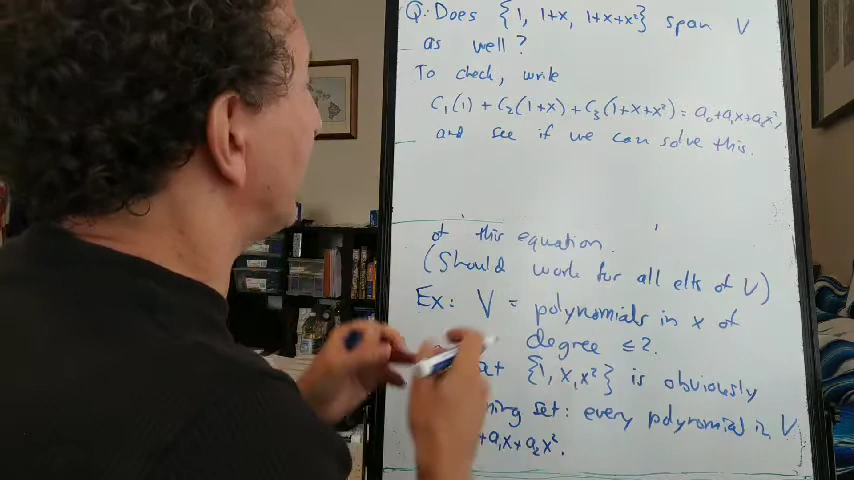 Q: Does {1, 1+x, 1+x+x²} span V
as well?
To check, write
C₁(1) + C₂(1+x) + C₃(1+x+x²) = a₀+a₁x+a₂x²,
and see if we can solve this.
of this equation.
(Should work for all elts of V)
Ex: V = polynomials in x of
degree ≤2.
at {1, x, x²} is obviously
ning set: every polynomial in V
+a₁x+a₂x².